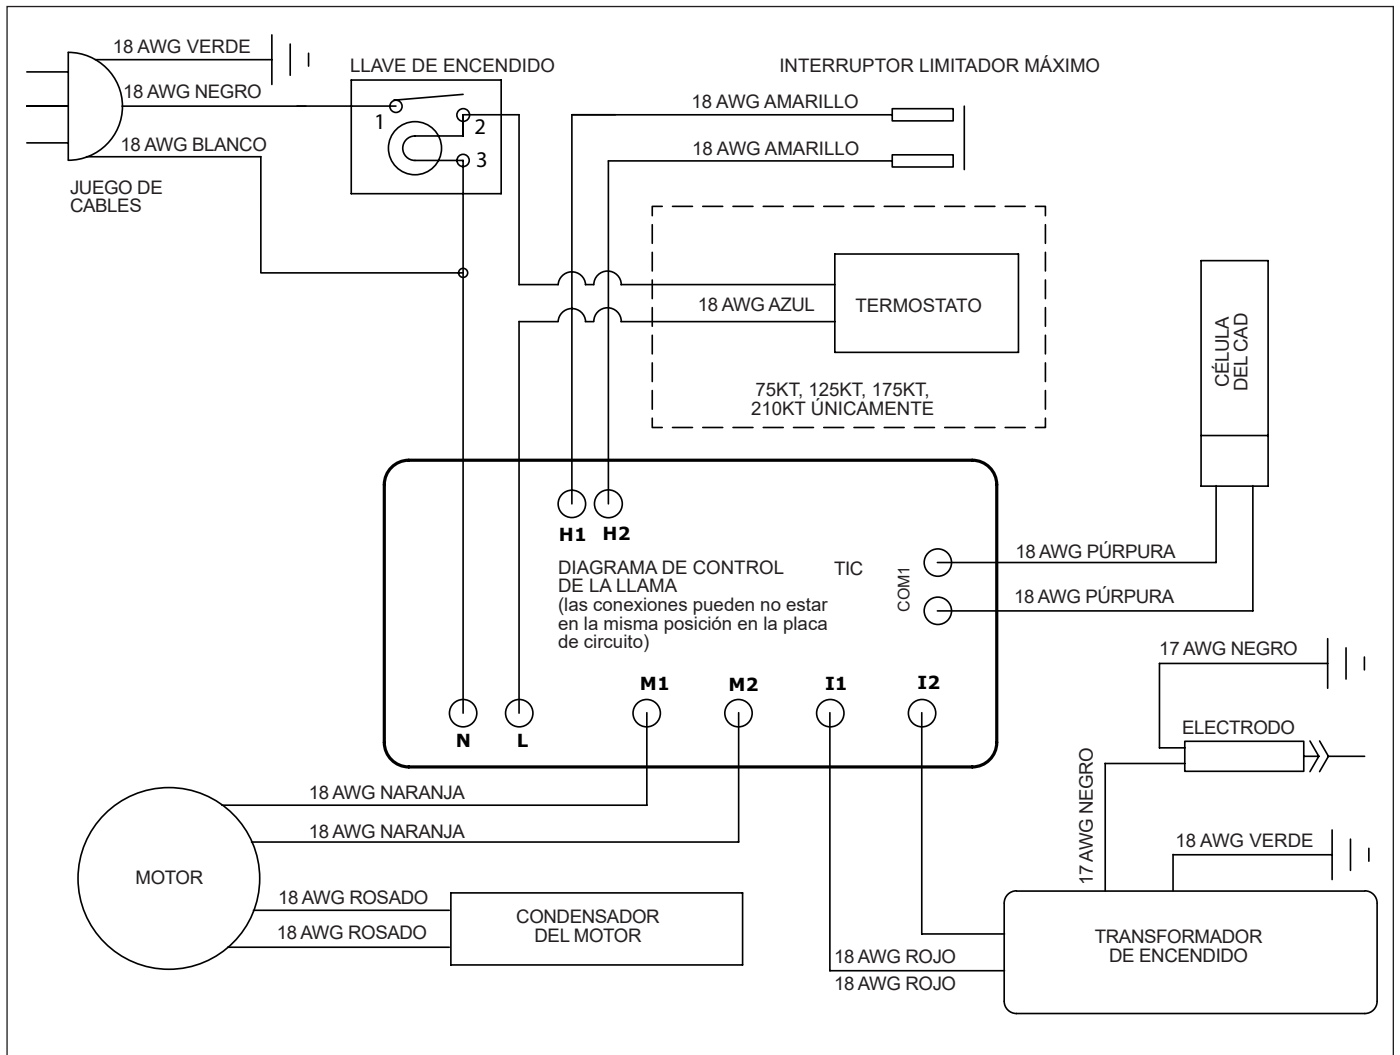 18 AWG VERDE
LLAVE DE ENCENDIDO
INTERRUPTOR LIMITADOR MÁXIMO
18 AWG NEGRO
18 AWG AMARILLO
1
2
18 AWG BLANCO
18 AWG AMARILLO
3
JUEGO DE
CABLES
18 AWG AZUL
TERMOSTATO
CÉLULA
DEL CAD
75KT, 125KT, 175KT,
210KT ÚNICAMENTE
H1
H2
DIAGRAMA DE CONTROL
DE LA LLAMA
(las conexiones pueden no estar
en la misma posición en la placa
de circuito)
TIC
COM1
18 AWG PÚRPURA
18 AWG PÚRPURA
17 AWG NEGRO
M1
M2
I1
I2
N
L
ELECTRODO
17 AWG NEGRO
18 AWG NARANJA
18 AWG NARANJA
18 AWG VERDE
MOTOR
18 AWG ROSADO
18 AWG ROSADO
CONDENSADOR
DEL MOTOR
TRANSFORMADOR
DE ENCENDIDO
18 AWG ROJO
18 AWG ROJO